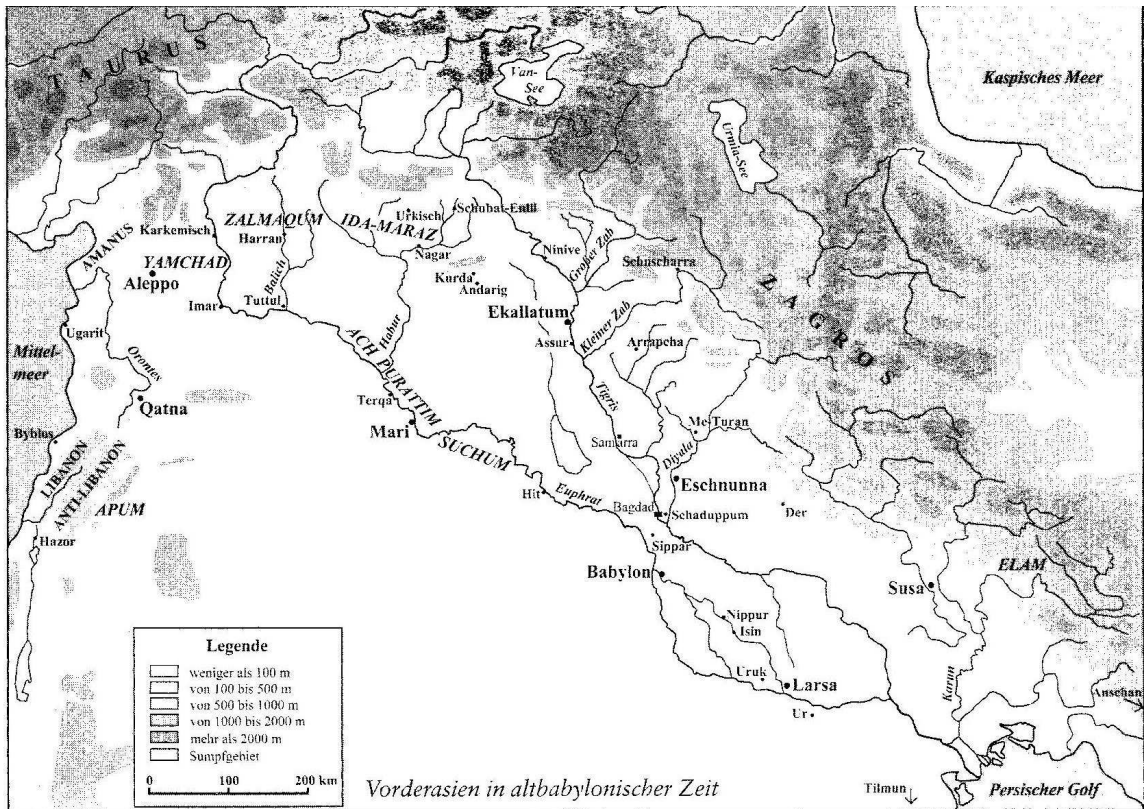 TAURUS
Van-
See
Kaspisches Meer
Urmia-See
ZALMAQUM
IDA-MARAZ
Urkisch
Schubat-Enlil
Karkemisch
Harran
AMANUS
Nagar
Ninive
Großer Zab
Schuscharra
YAMCHAD
Aleppo
Balich
Kurda
Andarig
ZAGROS
Imar
Tuttul
Habur
Ekallatum
Kleiner Zab
Ugarit
Assur
Arrapcha
Mittel-
meer
Orontes
ACH PURATTIM
Tigris
Qatna
Terqa
Mari
Me-Turan
Byblos
SUCHUM
Samarra
Diyala
LIBANON
ANTI-LIBANON
Eschnunna
Hit
Euphrat
APUM
Bagdad
Schaduppum
Der
Hazor
Sippar
Babylon
Susa
ELAM
Nippur
Isin
Legende
weniger als 100 m
von 100 bis 500 m
von 500 bis 1000 m
von 1000 bis 2000 m
mehr als 2000 m
Sumpfgebiet
0 100 200 km
Uruk
Larsa
Karun
Anschan
Ur
Vorderasien in altbabylonischer Zeit
Tilmun
Persischer Golf